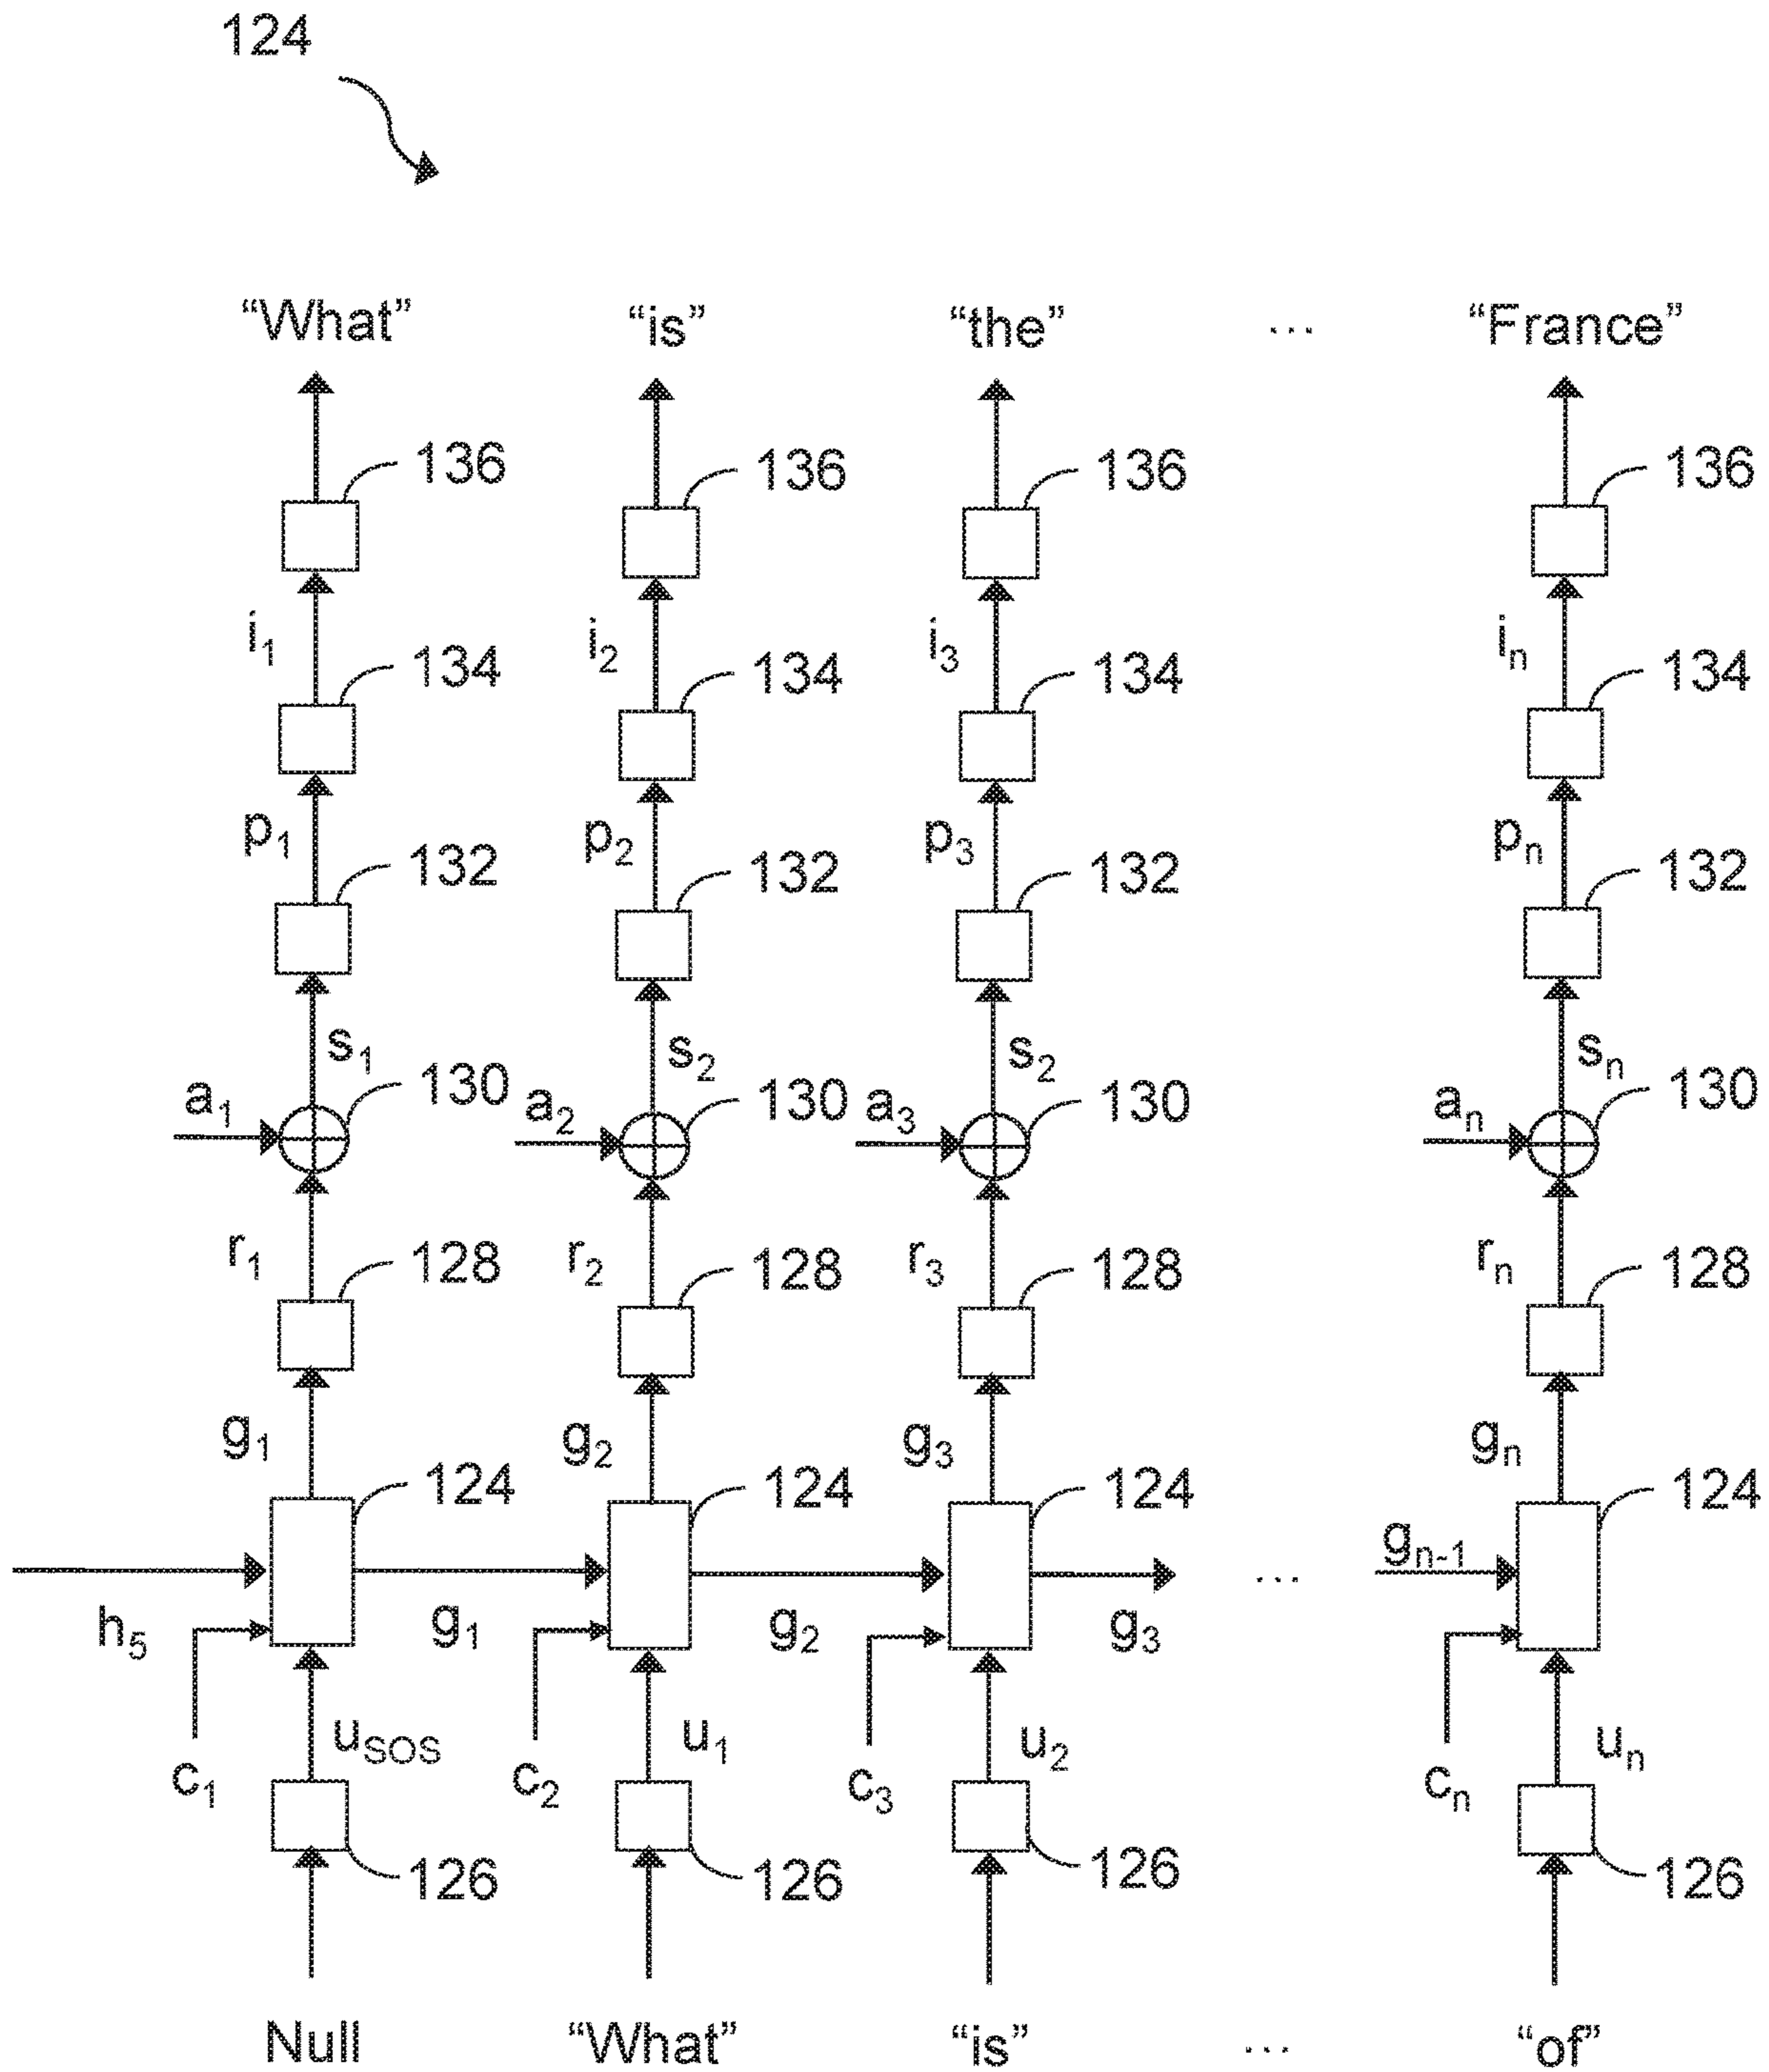 124
“What” “is” “the” ... “France”
136 136 136 136
i1 i2 i3 in
134 134 134 134
p1 p2 p3 pn
132 132 132 132
s1 s2 s2 sn
a1 130 a2 130 a3 130 an 130
r1 r2 r3 rn
128 128 128 128
g1 g2 g3 gn
124 124 124 124
gn-1
...
h5 g1 g2 g3
uSOS u1 u2 un
c1 c2 c3 cn
126 126 126 126
Null “What” “is” ... “of”